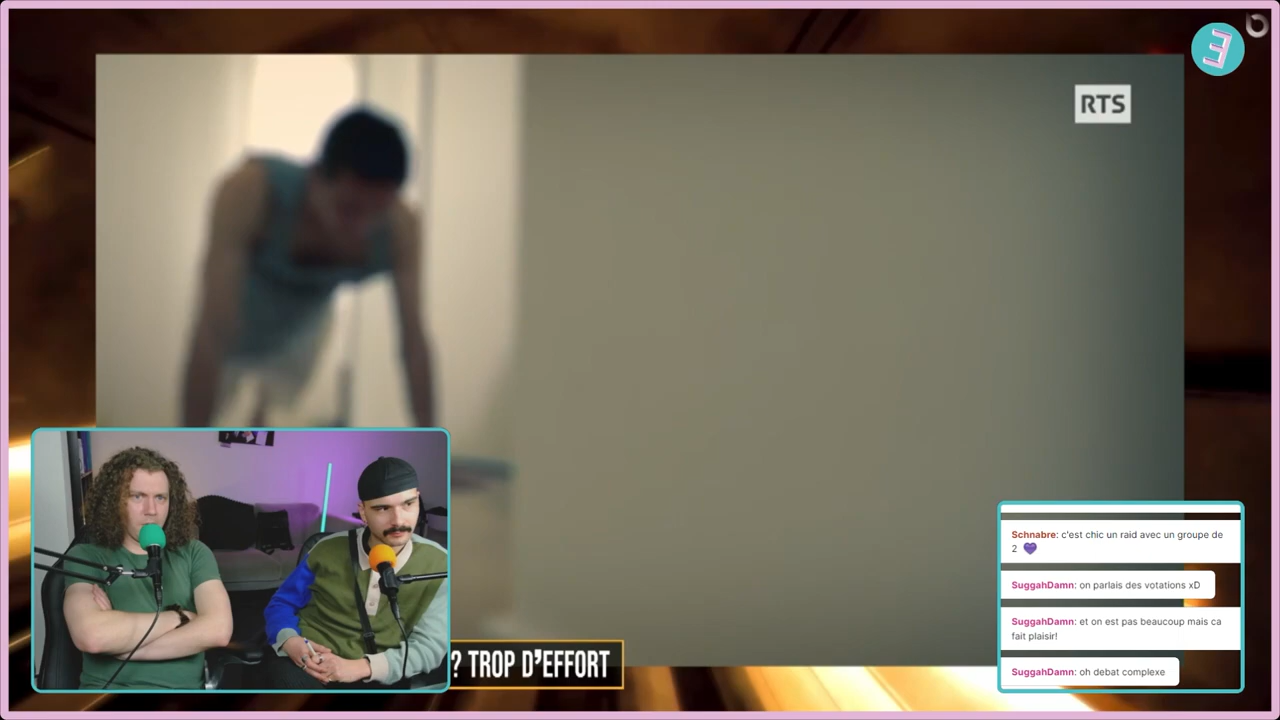 RTS
Schnabre: c'est chic un raid avec un groupe de
2 💜
SuggahDamn: on parlais des votations xD
SuggahDamn: et on est pas beaucoup mais ca
fait plaisir!
SuggahDamn: oh debat complexe
? TROP D'EFFORT